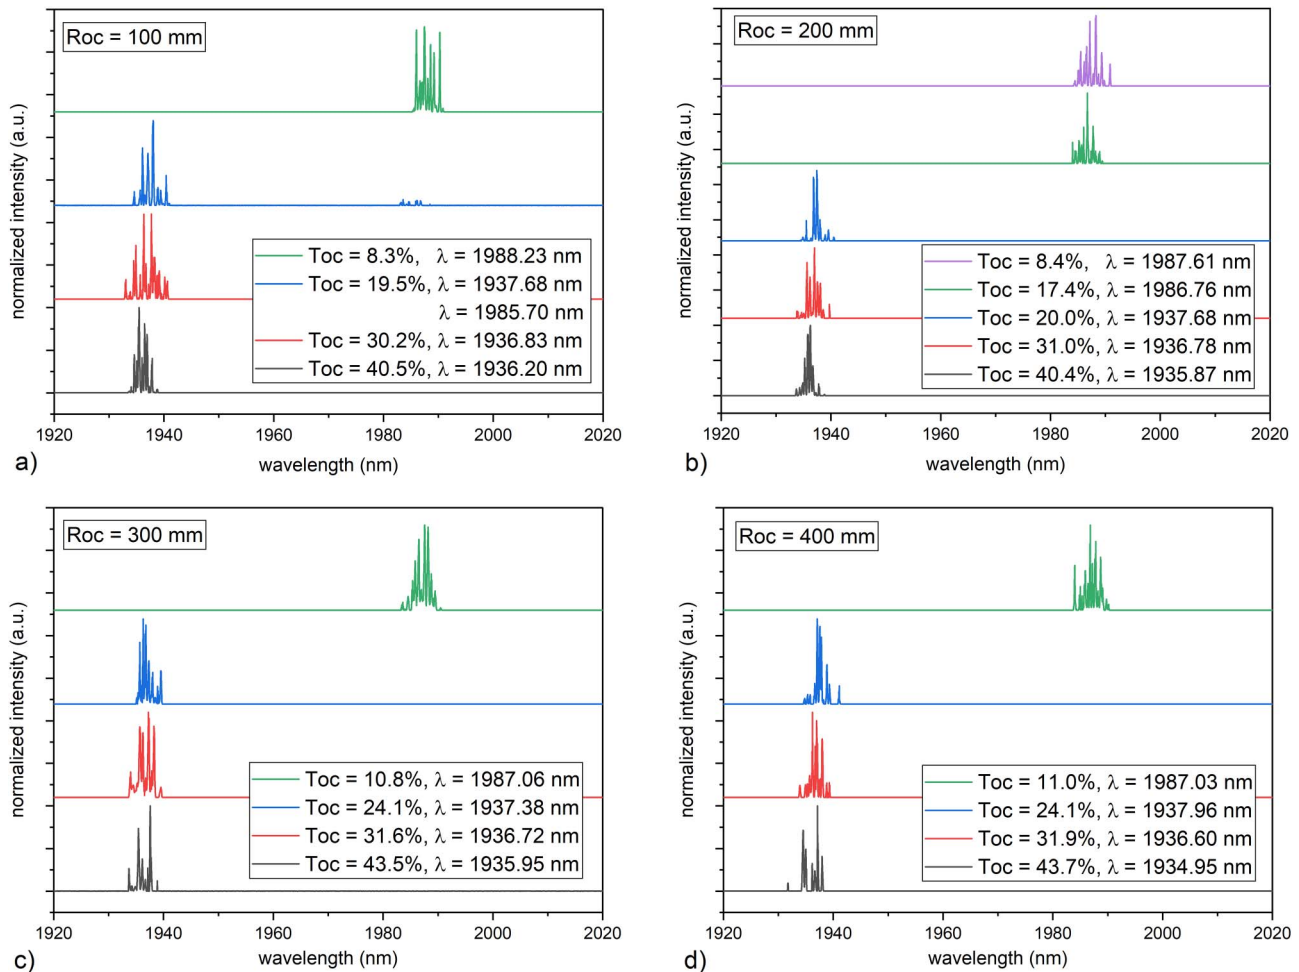 Roc = 100 mm
normalized intensity (a.u.)
Toc = 8.3%, λ = 1988.23 nm
Toc = 19.5%, λ = 1937.68 nm
λ = 1985.70 nm
Toc = 30.2%, λ = 1936.83 nm
Toc = 40.5%, λ = 1936.20 nm
1920 1940 1960 1980 2000 2020
wavelength (nm)
a)
Roc = 200 mm
normalized intensity (a.u.)
Toc = 8.4%, λ = 1987.61 nm
Toc = 17.4%, λ = 1986.76 nm
Toc = 20.0%, λ = 1937.68 nm
Toc = 31.0%, λ = 1936.78 nm
Toc = 40.4%, λ = 1935.87 nm
1920 1940 1960 1980 2000 2020
wavelength (nm)
b)
Roc = 300 mm
normalized intensity (a.u.)
Toc = 10.8%, λ = 1987.06 nm
Toc = 24.1%, λ = 1937.38 nm
Toc = 31.6%, λ = 1936.72 nm
Toc = 43.5%, λ = 1935.95 nm
1920 1940 1960 1980 2000 2020
wavelength (nm)
c)
Roc = 400 mm
normalized intensity (a.u.)
Toc = 11.0%, λ = 1987.03 nm
Toc = 24.1%, λ = 1937.96 nm
Toc = 31.9%, λ = 1936.60 nm
Toc = 43.7%, λ = 1934.95 nm
1920 1940 1960 1980 2000 2020
wavelength (nm)
d)